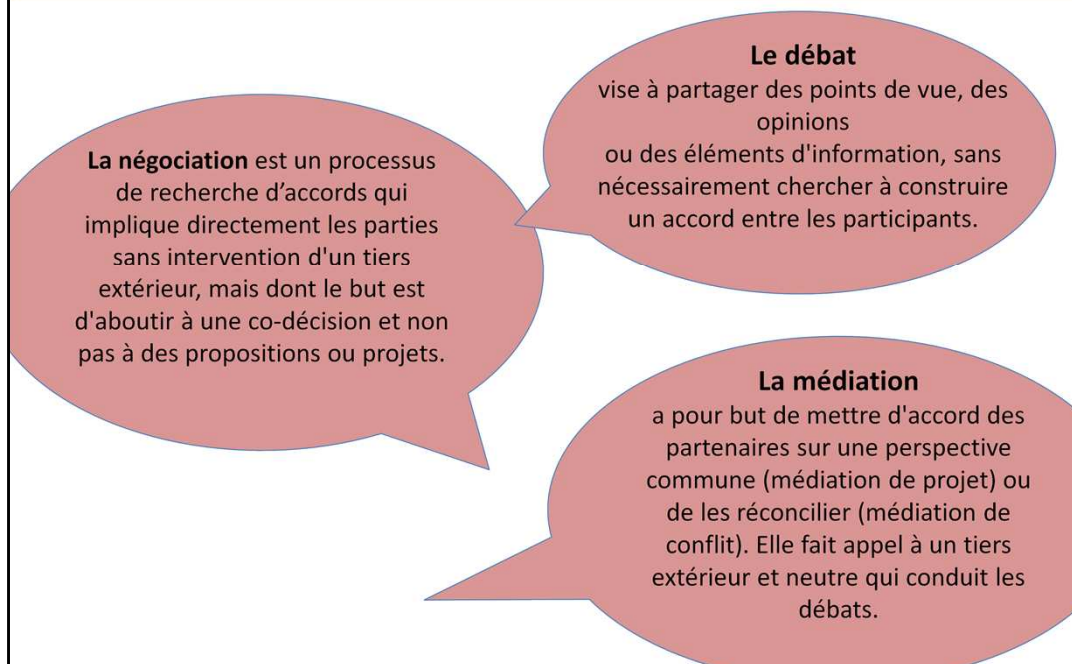 La négociation est un processus
de recherche d’accords qui
implique directement les parties
sans intervention d'un tiers
extérieur, mais dont le but est
d'aboutir à une co-décision et non
pas à des propositions ou projets.
Le débat
vise à partager des points de vue, des
opinions
ou des éléments d'information, sans
nécessairement chercher à construire
un accord entre les participants.
La médiation
a pour but de mettre d'accord des
partenaires sur une perspective
commune (médiation de projet) ou
de les réconcilier (médiation de
conflit). Elle fait appel à un tiers
extérieur et neutre qui conduit les
débats.